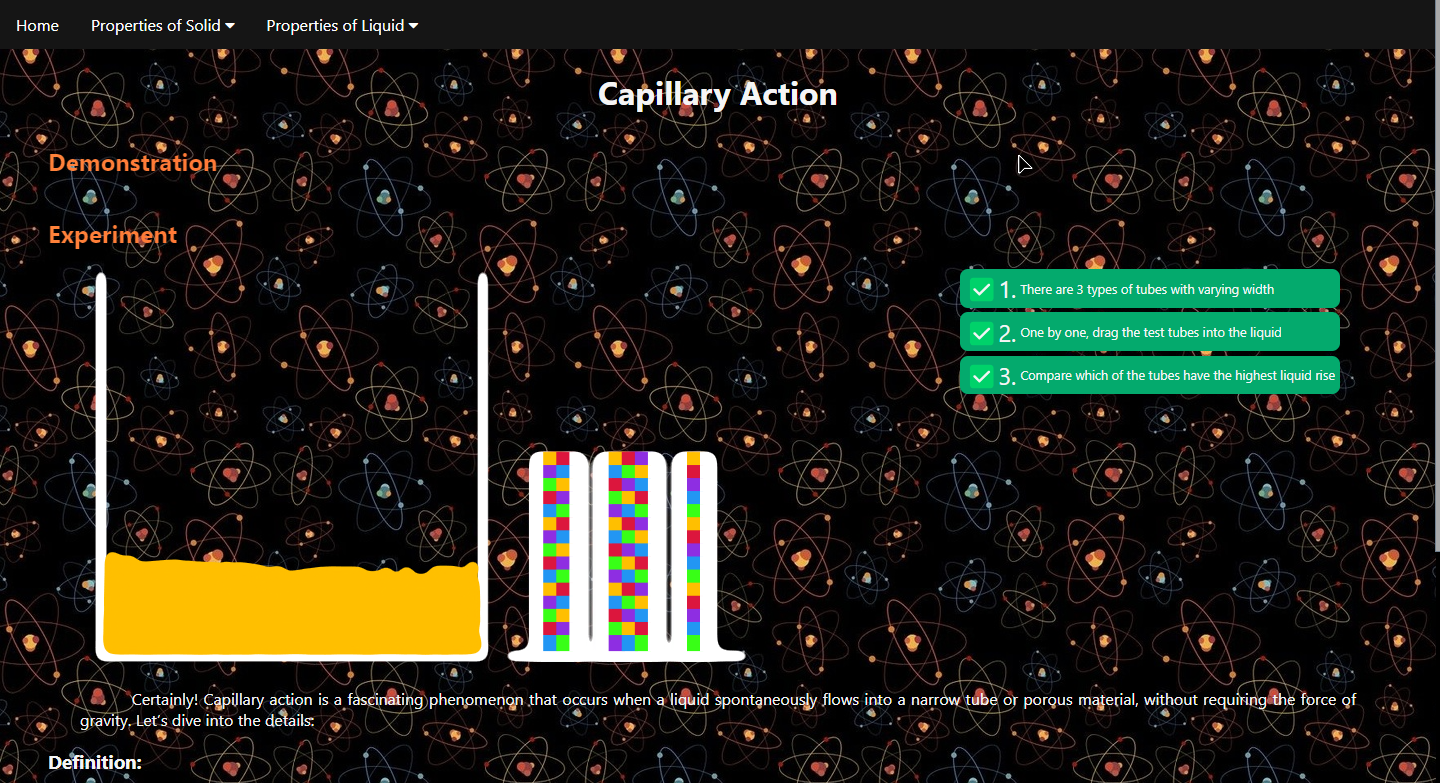 Home Properties of Solid Properties of Liquid
Capillary Action
Demonstration
Experiment
1. There are 3 types of tubes with varying width
2. One by one, drag the test tubes into the liquid
3. Compare which of the tubes have the highest liquid rise
Certainly! Capillary action is a fascinating phenomenon that occurs when a liquid spontaneously flows into a narrow tube or porous material, without requiring the force of
gravity. Let’s dive into the details:
Definition: